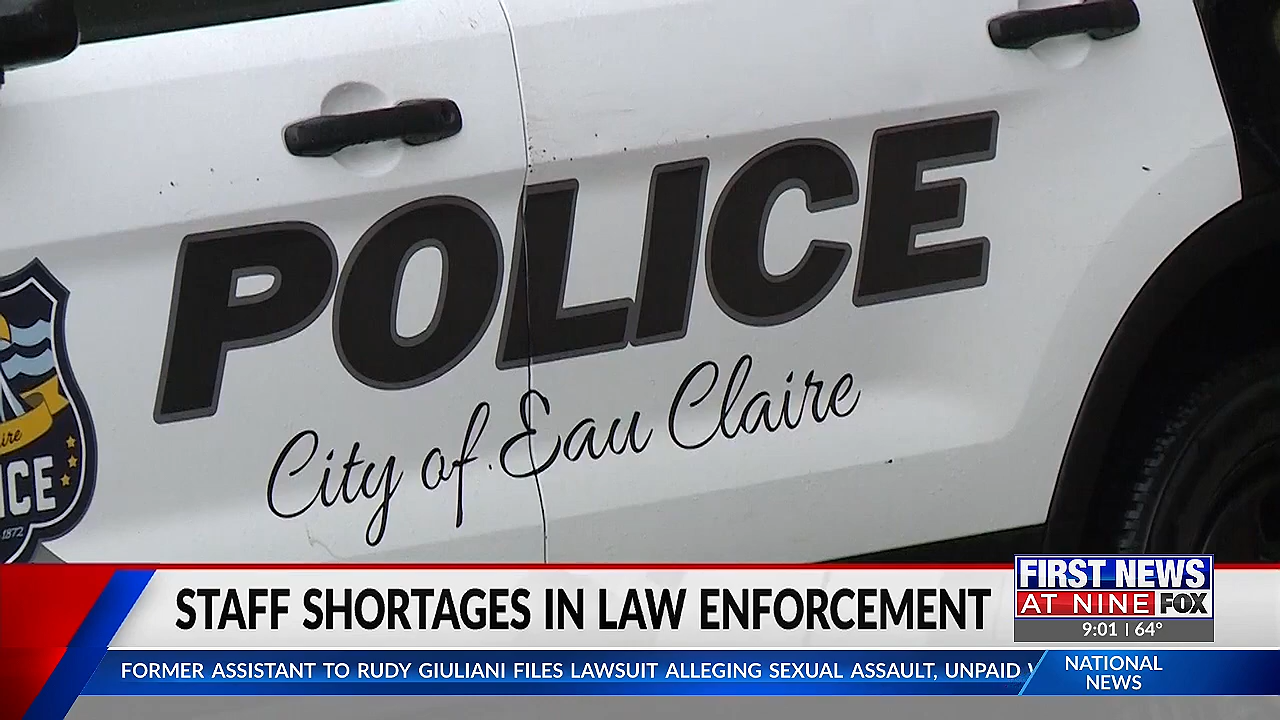 POLICE
City of Eau Claire
ICE
1872
STAFF SHORTAGES IN LAW ENFORCEMENT
FIRST NEWS
AT NINE FOX
9:01 64°
FORMER ASSISTANT TO RUDY GIULIANI FILES LAWSUIT ALLEGING SEXUAL ASSAULT, UNPAID
NATIONAL
NEWS